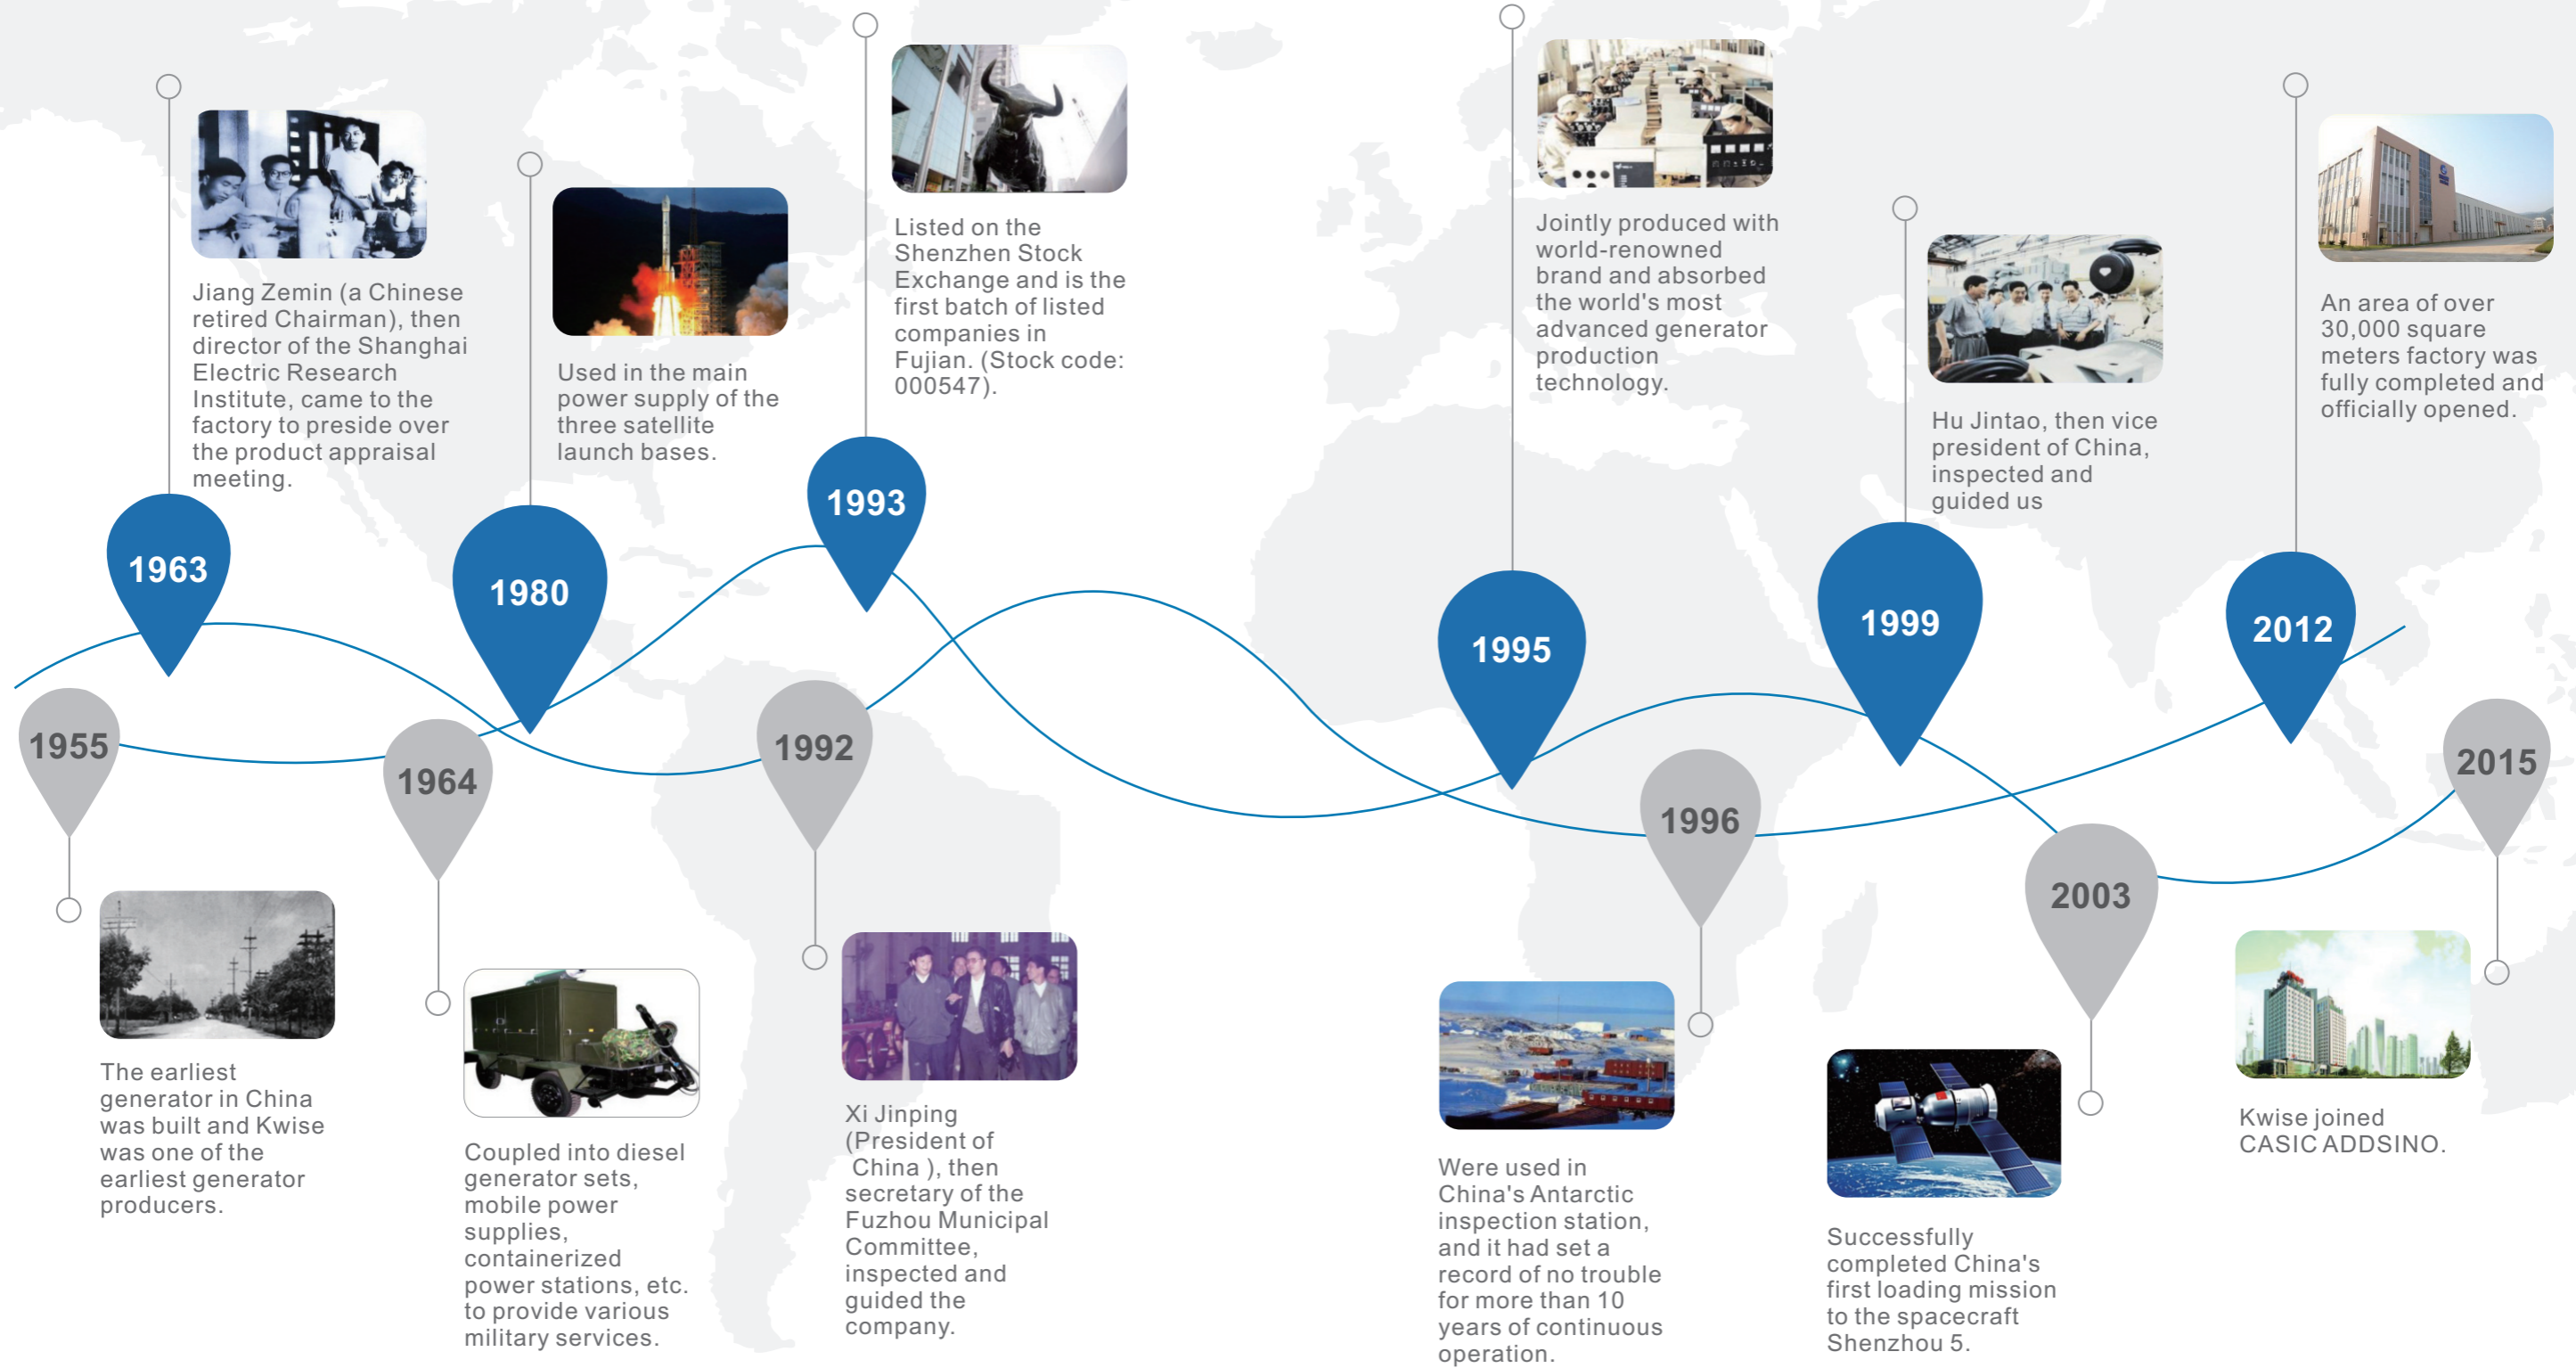 1963
Jiang Zemin (a Chinese
retired Chairman), then
director of the Shanghai
Electric Research
Institute, came to the
factory to preside over
the product appraisal
meeting.
1980
Used in the main
power supply of the
three satellite
launch bases.
1993
Listed on the
Shenzhen Stock
Exchange and is the
first batch of listed
companies in
Fujian. (Stock code:
000547).
1995
Jointly produced with
world-renowned
brand and absorbed
the world's most
advanced generator
production
technology.
1999
Hu Jintao, then vice
president of China,
inspected and
guided us
2012
An area of over
30,000 square
meters factory was
fully completed and
officially opened.
1955
The earliest
generator in China
was built and Kwise
was one of the
earliest generator
producers.
1964
Coupled into diesel
generator sets,
mobile power
supplies,
containerized
power stations, etc.
to provide various
military services.
1992
Xi Jinping
(President of
China ), then
secretary of the
Fuzhou Municipal
Committee,
inspected and
guided the
company.
1996
Were used in
China's Antarctic
inspection station,
and it had set a
record of no trouble
for more than 10
years of continuous
operation.
2003
Successfully
completed China's
first loading mission
to the spacecraft
Shenzhou 5.
2015
Kwise joined
CASIC ADDSINO.